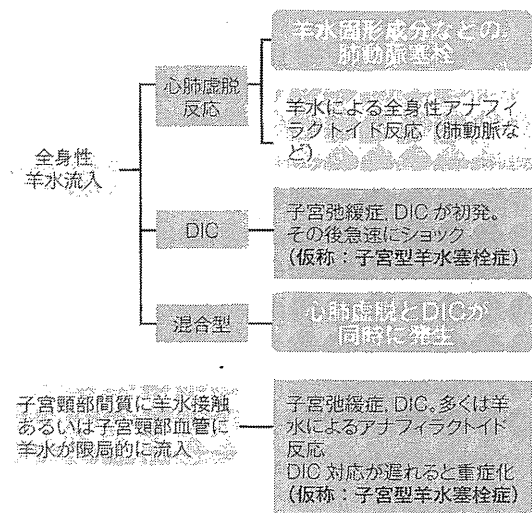 全身性
羊水流入
心肺虚脱
反応
羊水固形成分などの
肺動脈塞栓
羊水による全身性アナフィ
ラクトイド反応（肺動脈な
ど）
DIC
子宮弛緩症，DIC が初発。
その後急速にショック
（仮称：子宮型羊水塞栓症）
混合型
心肺虚脱とDICが
同時に発生
子宮頸部間質に羊水接触
あるいは子宮頸部血管に
羊水が限局的に流入
子宮弛緩症，DIC。多くは羊
水によるアナフィラクトイド
反応
DIC 対応が遅れると重症化
（仮称：子宮型羊水塞栓症）